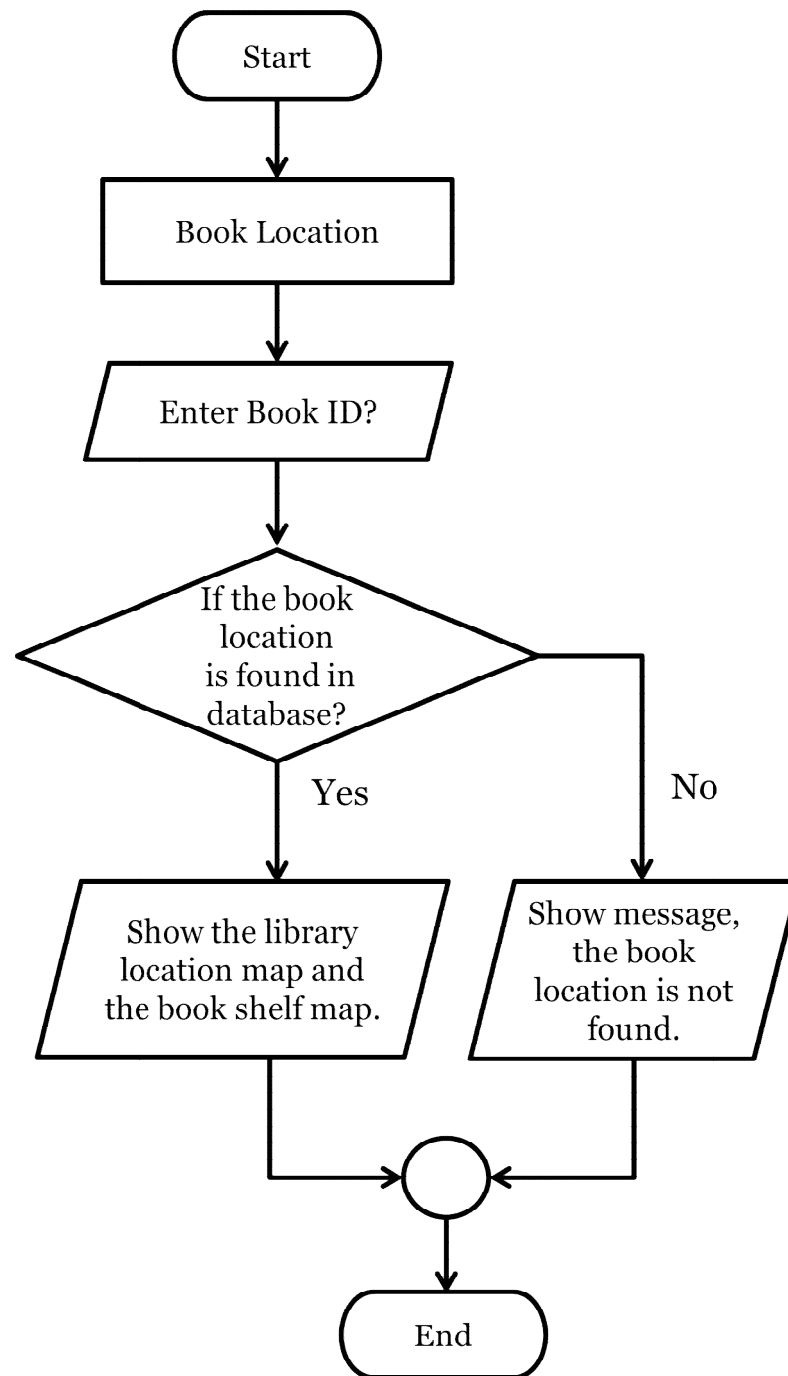 Start
Book Location
Enter Book ID?
If the book
location
is found in
database?
Yes
No
Show the library
location map and
the book shelf map.
Show message,
the book
location is not
found.
End